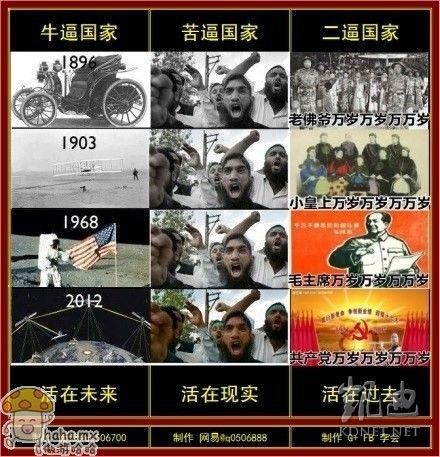 牛逼国家 苦逼国家 二逼国家
1896
老佛爷万岁万岁万万岁
1903
小皇上万岁万岁万万岁
1968
毛主席万岁万岁万万岁
2012
共产党万岁万岁万万岁
活在未来 活在现实 活在过去
haha.mx
制作 06700 制作 网易@q0506888 制作 G+ FB 李会
KDNET.NET